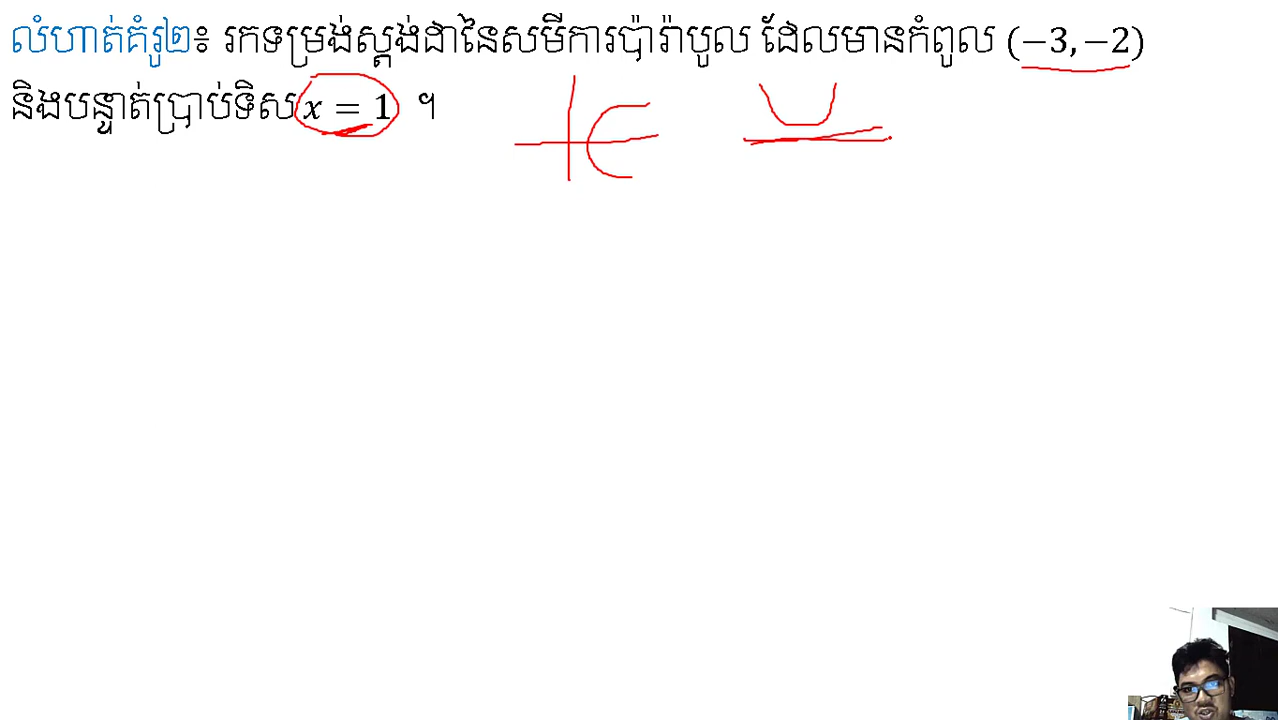 លំហាត់គំរូ២៖ រកទម្រង់ស្តង់ដានៃសមីការប៉ារ៉ាបូល ដែលមានកំពូល (−3, −2)
និងបន្ទាត់ប្រាប់ទិស x = 1 ។